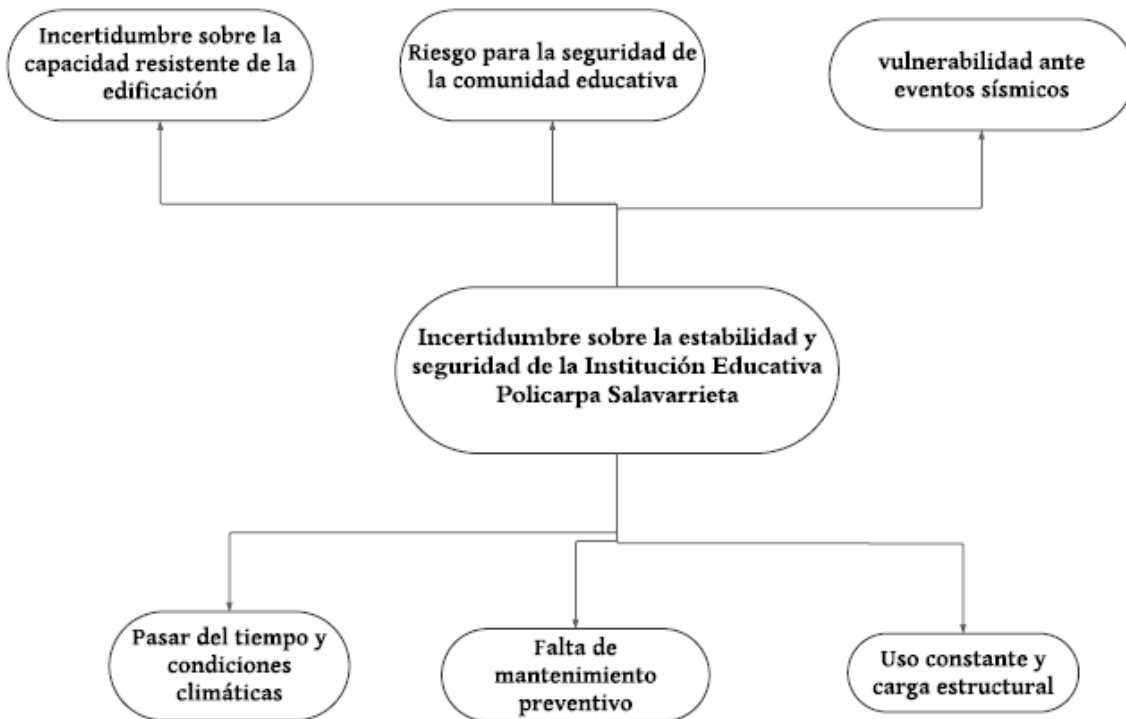 Incertidumbre sobre la
capacidad resistente de la
edificación
Riesgo para la seguridad de
la comunidad educativa
vulnerabilidad ante
eventos sísmicos
Incertidumbre sobre la estabilidad y
seguridad de la Institución Educativa
Policarpa Salavarrieta
Pasar del tiempo y
condiciones
climáticas
Falta de
mantenimiento
preventivo
Uso constante y
carga estructural